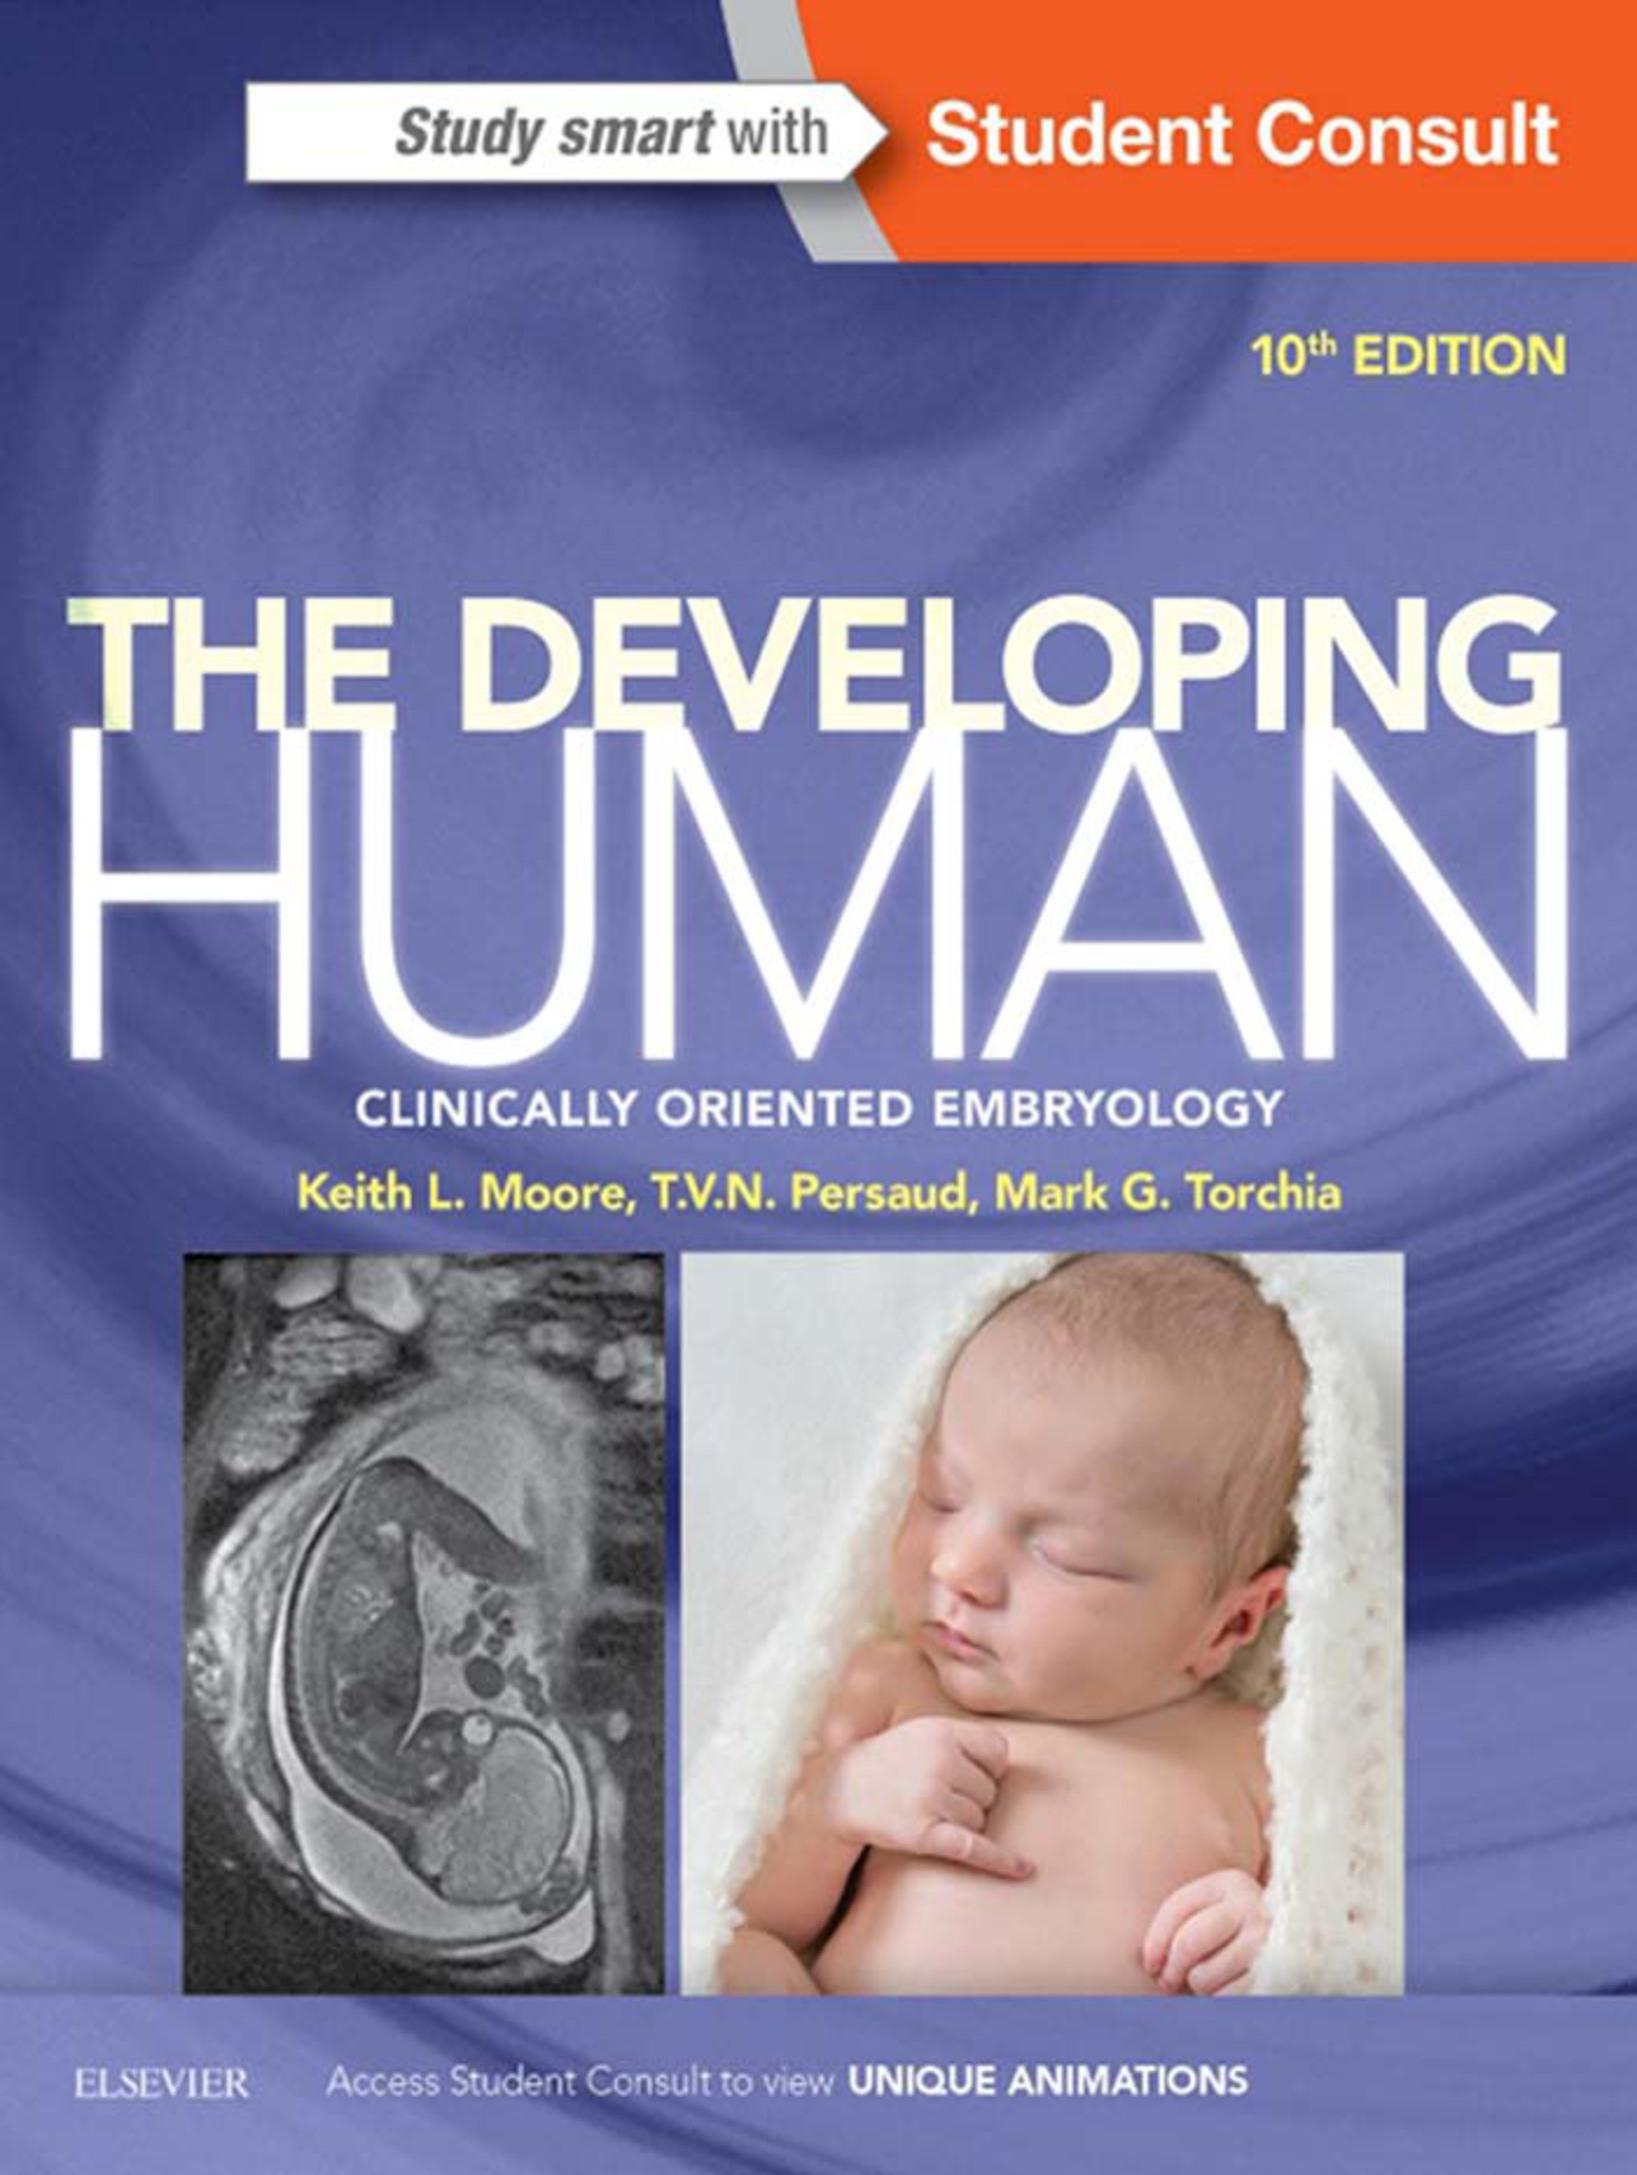 Study smart with Student Consult
10th EDITION
THE DEVELOPING
HUMAN
CLINICALLY ORIENTED EMBRYOLOGY
Keith L. Moore, T.V.N. Persaud, Mark G. Torchia
ELSEVIER Access Student Consult to view UNIQUE ANIMATIONS